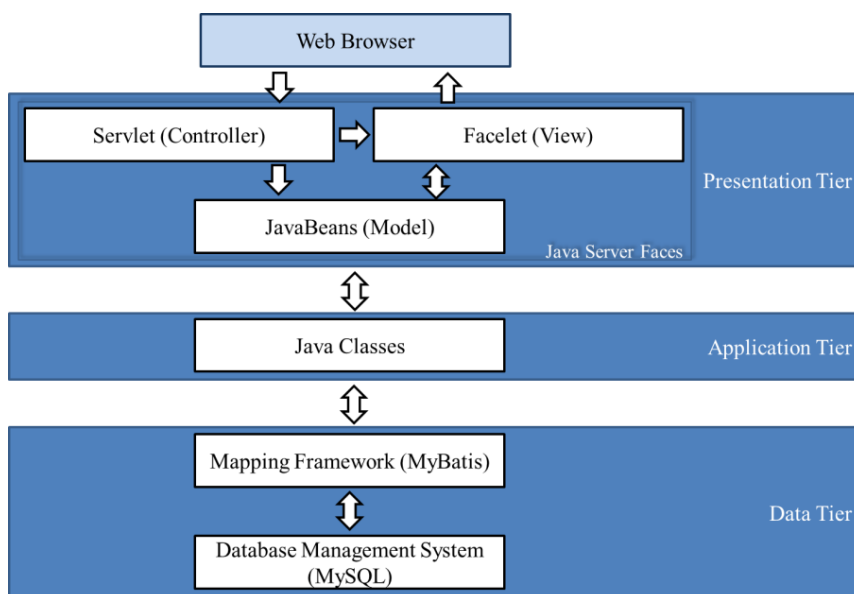 Web Browser
Servlet (Controller)
Facelet (View)
Presentation Tier
JavaBeans (Model)
Java Server Faces
Java Classes
Application Tier
Mapping Framework (MyBatis)
Data Tier
Database Management System
(MySQL)